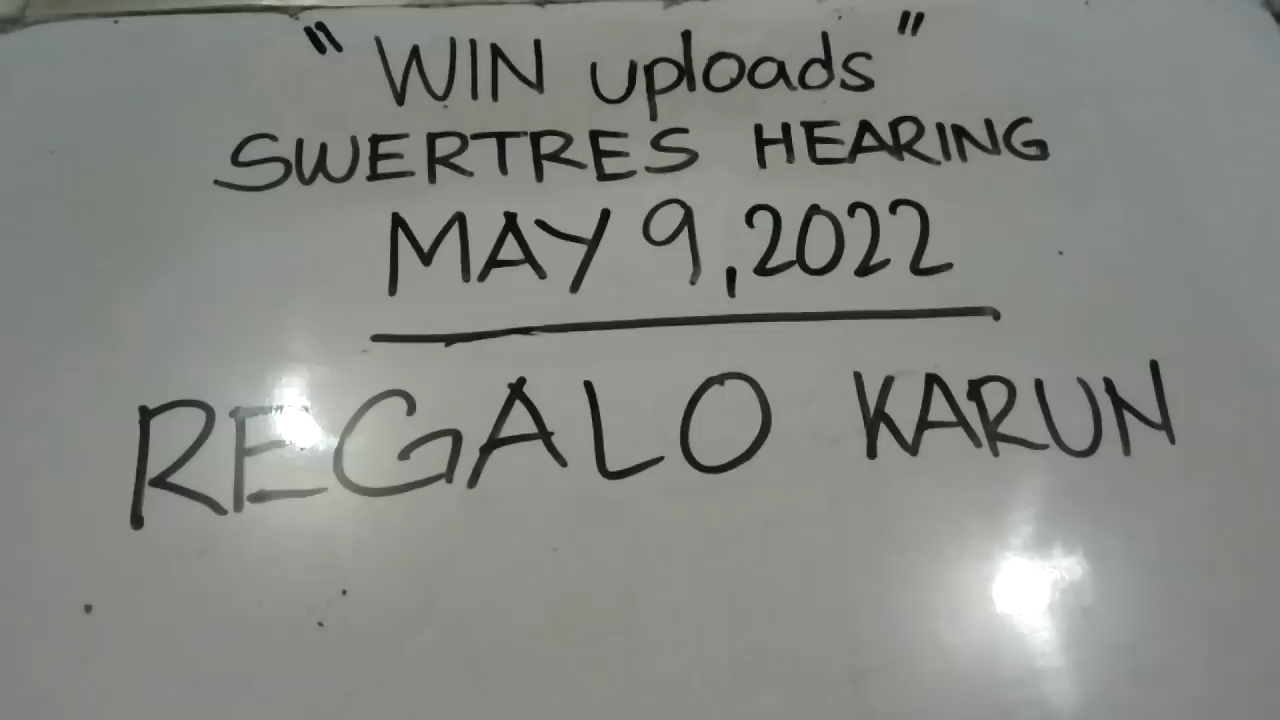 "WIN uploads"
SWERTRES HEARING
MAY 9, 2022
REGALO KARUN